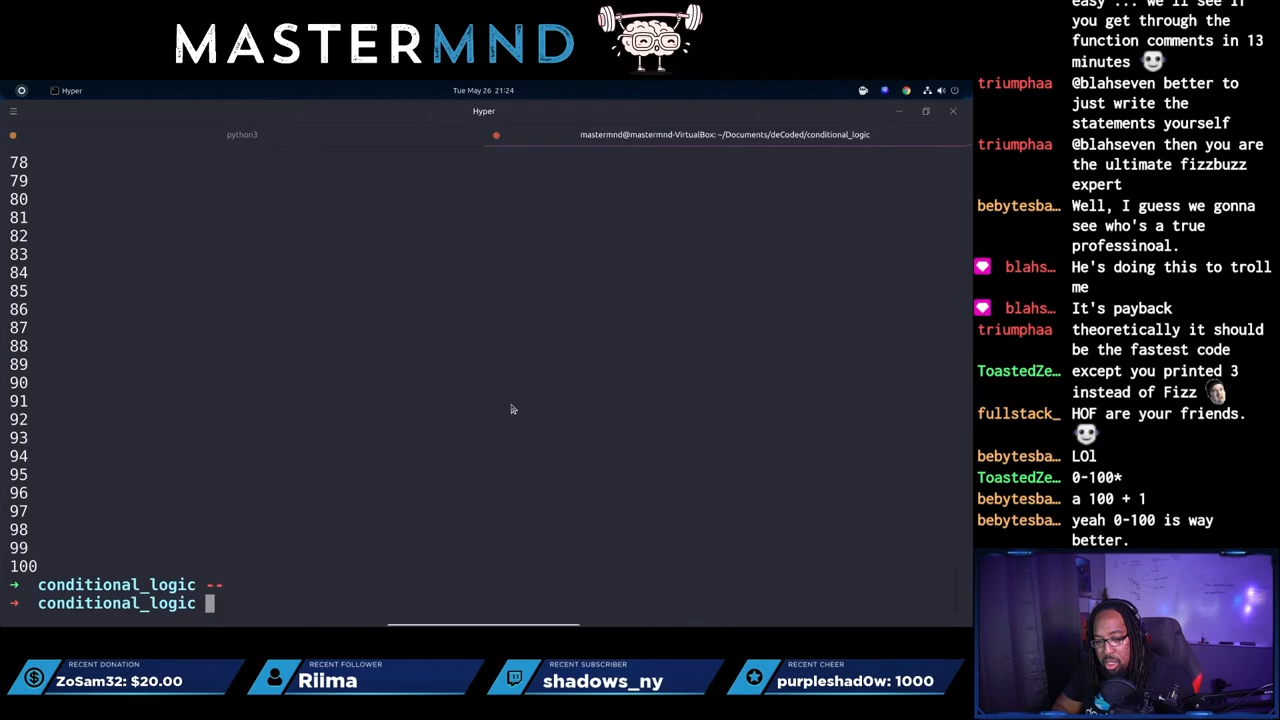 MASTERMND
Hyper
Tue May 26 21:24
Hyper
python3
mastermnd@mastermnd-VirtualBox: ~/Documents/deCoded/conditional_logic
78
79
80
81
82
83
84
85
86
87
88
89
90
91
92
93
94
95
96
97
98
99
100
➜ conditional_logic --
➜ conditional_logic
easy ... we'll see if
you get through the
function comments in 13
minutes
triumphaa @blahseven better to
just write the
statements yourself
triumphaa @blahseven then you are
the ultimate fizzbuzz
expert
bebytesba… Well, I guess we gonna
see who's a true
professinoal.
blahs… He's doing this to troll
me
blahs… It's payback
triumphaa theoretically it should
be the fastest code
ToastedZe… except you printed 3
instead of Fizz
fullstack_ HOF are your friends.
bebytesba… LOl
ToastedZe… 0-100*
bebytesba… a 100 + 1
bebytesba… yeah 0-100 is way
better.
RECENT DONATION
ZoSam32: $20.00
RECENT FOLLOWER
Riima
RECENT SUBSCRIBER
shadows_ny
RECENT CHEER
purpleshad0w: 1000